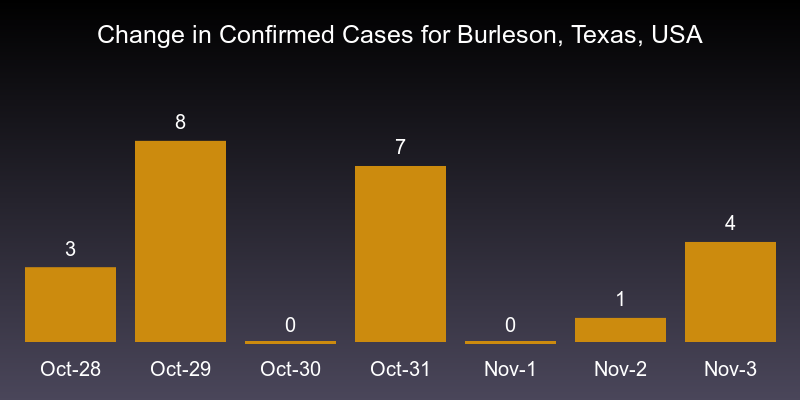 Change in Confirmed Cases for Burleson, Texas, USA
8
7
4
3
1
0
0
Oct-28
Oct-29
Oct-30
Oct-31
Nov-1
Nov-2
Nov-3